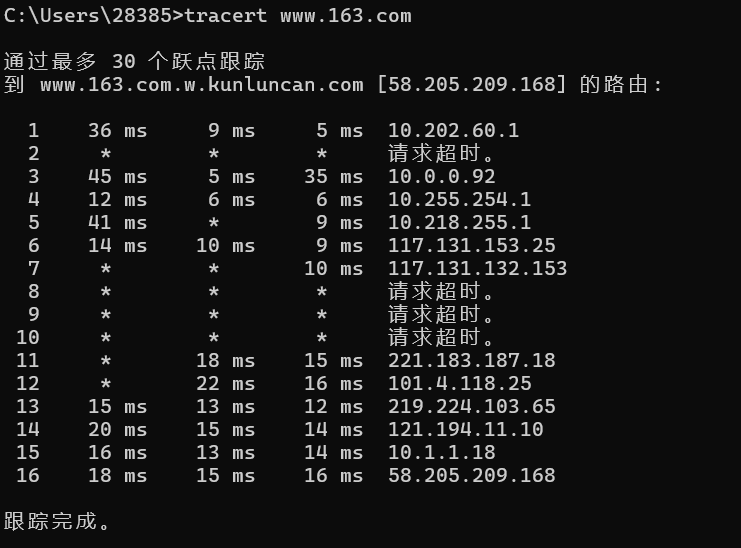 C:\Users\28385>tracert www.163.com
通过最多 30 个跃点跟踪
到 www.163.com.w.kunluncan.com [58.205.209.168] 的路由:
1 36 ms 9 ms 5 ms 10.202.60.1
2 * * * 请求超时。
3 45 ms 5 ms 35 ms 10.0.0.92
4 12 ms 6 ms 6 ms 10.255.254.1
5 41 ms * 9 ms 10.218.255.1
6 14 ms 10 ms 9 ms 117.131.153.25
7 * * 10 ms 117.131.132.153
8 * * * 请求超时。
9 * * * 请求超时。
10 * * * 请求超时。
11 * 18 ms 15 ms 221.183.187.18
12 * 22 ms 16 ms 101.4.118.25
13 15 ms 13 ms 12 ms 219.224.103.65
14 20 ms 15 ms 14 ms 121.194.11.10
15 16 ms 13 ms 14 ms 10.1.1.18
16 18 ms 15 ms 16 ms 58.205.209.168
跟踪完成。